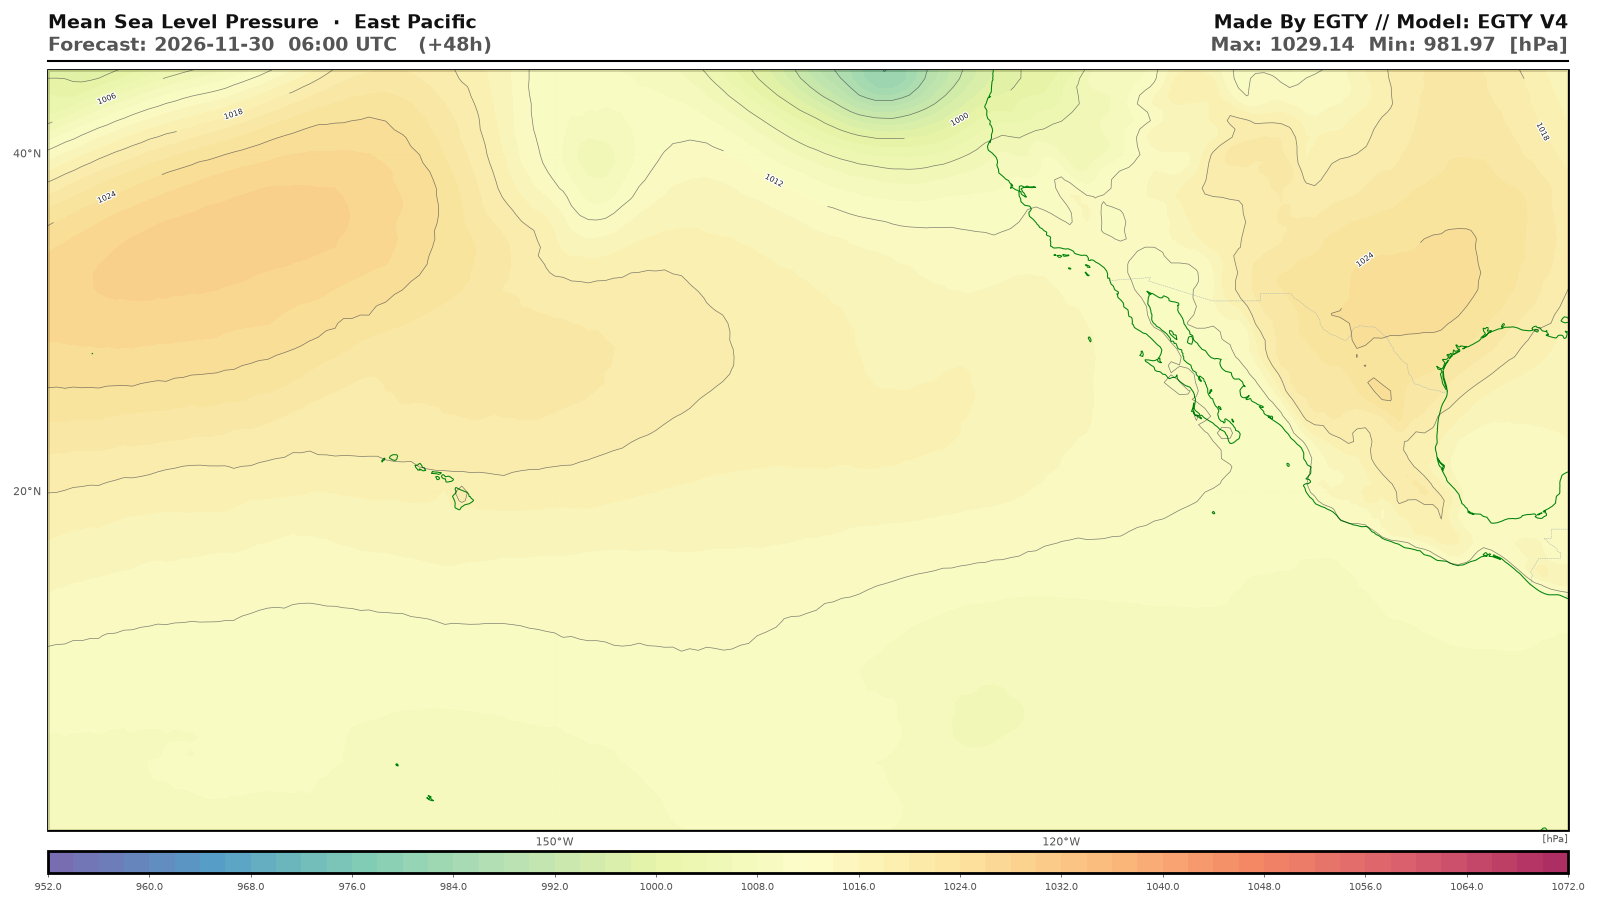 Mean Sea Level Pressure · East Pacific
Made By EGTY // Model: EGTY V4
Forecast: 2026-11-30 06:00 UTC (+48h)
Max: 1029.14 Min: 981.97 [hPa]
1006
1018
1000
1018
40°N
1012
1024
1024
20°N
150°W
120°W
[hPa]
952.0
960.0
968.0
976.0
984.0
992.0
1000.0
1008.0
1016.0
1024.0
1032.0
1040.0
1048.0
1056.0
1064.0
1072.0